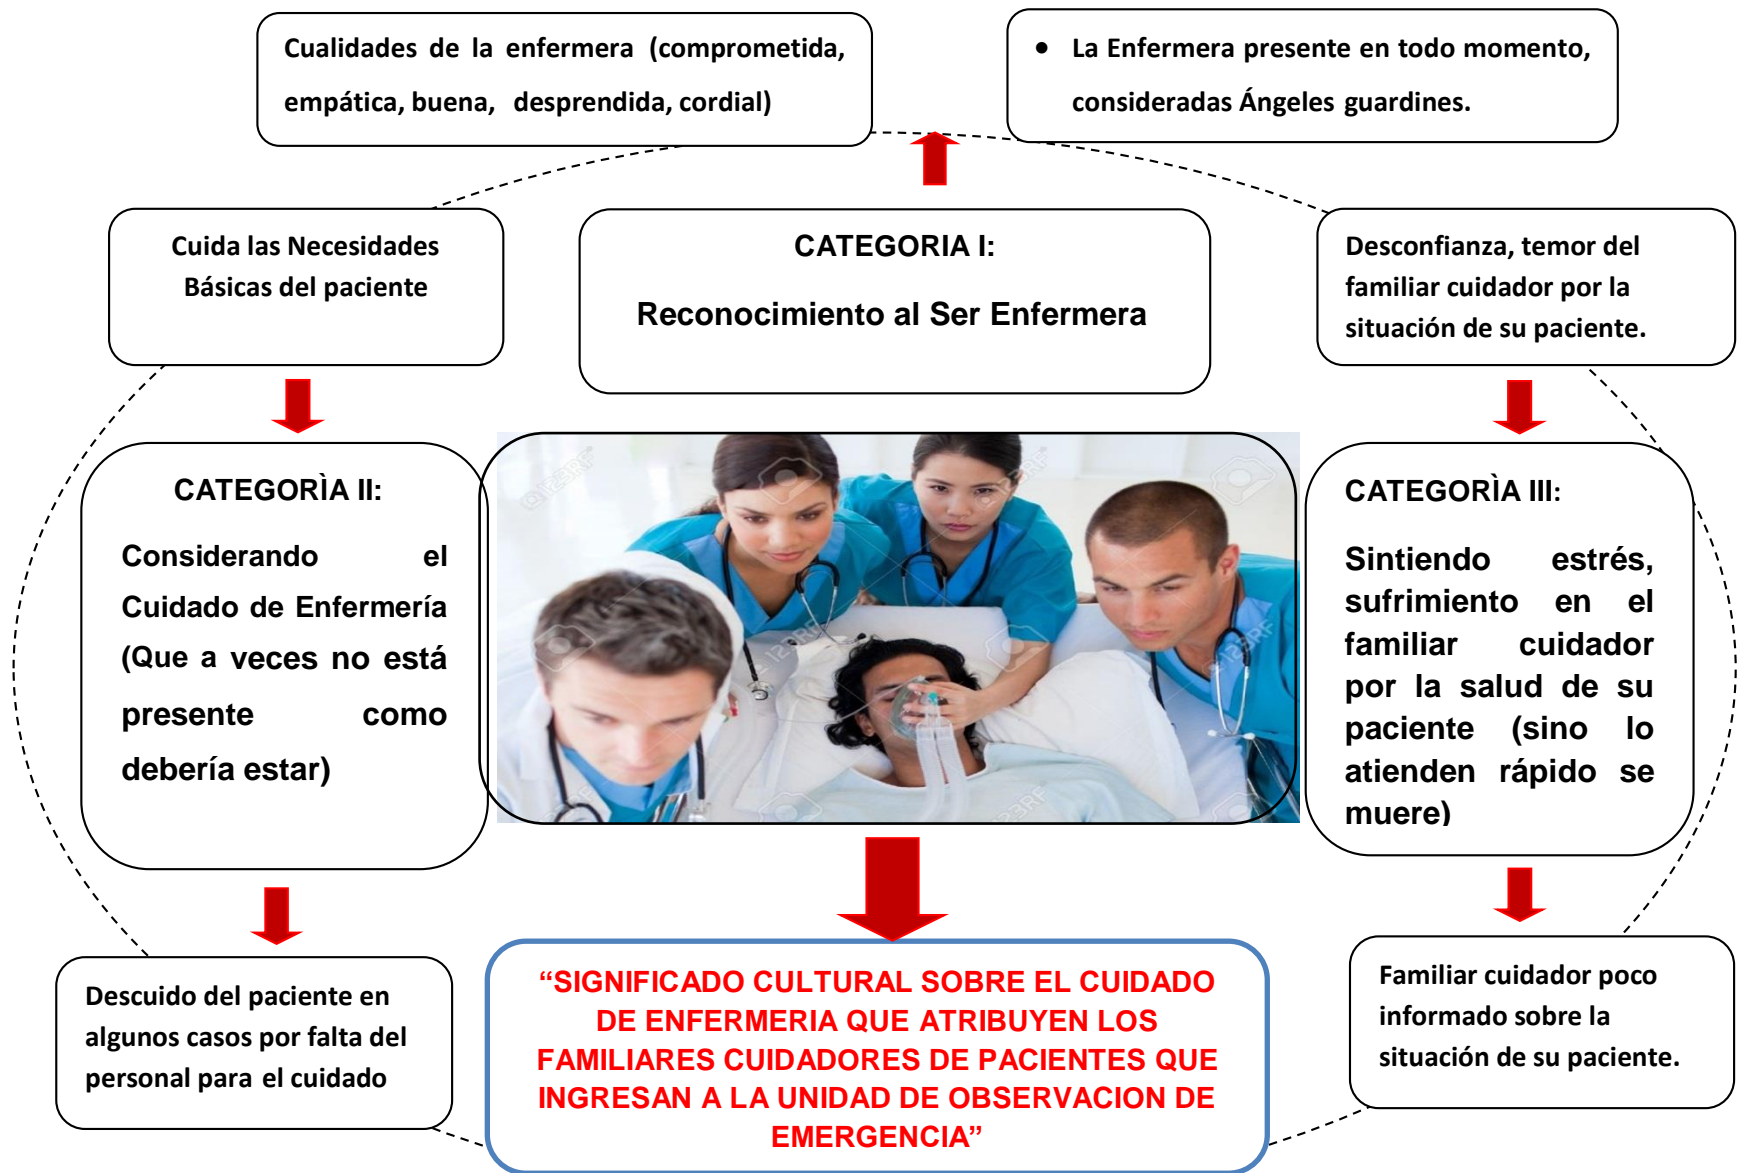 Cualidades de la enfermera (comprometida,
empática, buena, desprendida, cordial)
• La Enfermera presente en todo momento,
consideradas Ángeles guardines.
Cuida las Necesidades
Básicas del paciente
CATEGORIA I:
Reconocimiento al Ser Enfermera
Desconfianza, temor del
familiar cuidador por la
situación de su paciente.
CATEGORÌA II:
Considerando el
Cuidado de Enfermería
(Que a veces no está
presente como
debería estar)
123RF
123RF
123RF
123RF
123RF
CATEGORÌA III:
Sintiendo estrés,
sufrimiento en el
familiar cuidador
por la salud de su
paciente (sino lo
atienden rápido se
muere)
Descuido del paciente en
algunos casos por falta del
personal para el cuidado
“SIGNIFICADO CULTURAL SOBRE EL CUIDADO
DE ENFERMERIA QUE ATRIBUYEN LOS
FAMILIARES CUIDADORES DE PACIENTES QUE
INGRESAN A LA UNIDAD DE OBSERVACION DE
EMERGENCIA”
Familiar cuidador poco
informado sobre la
situación de su paciente.